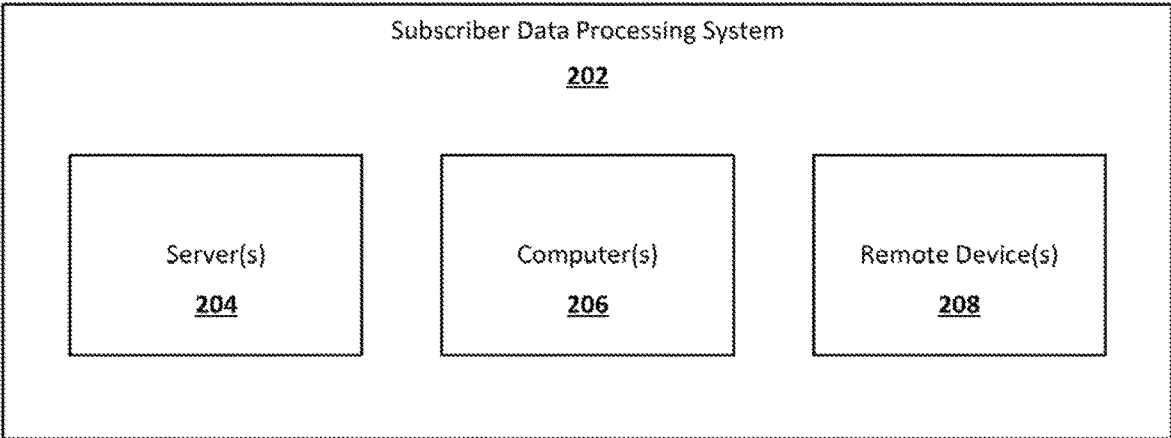 Subscriber Data Processing System
202
Server(s)
204
Computer(s)
206
Remote Device(s)
208